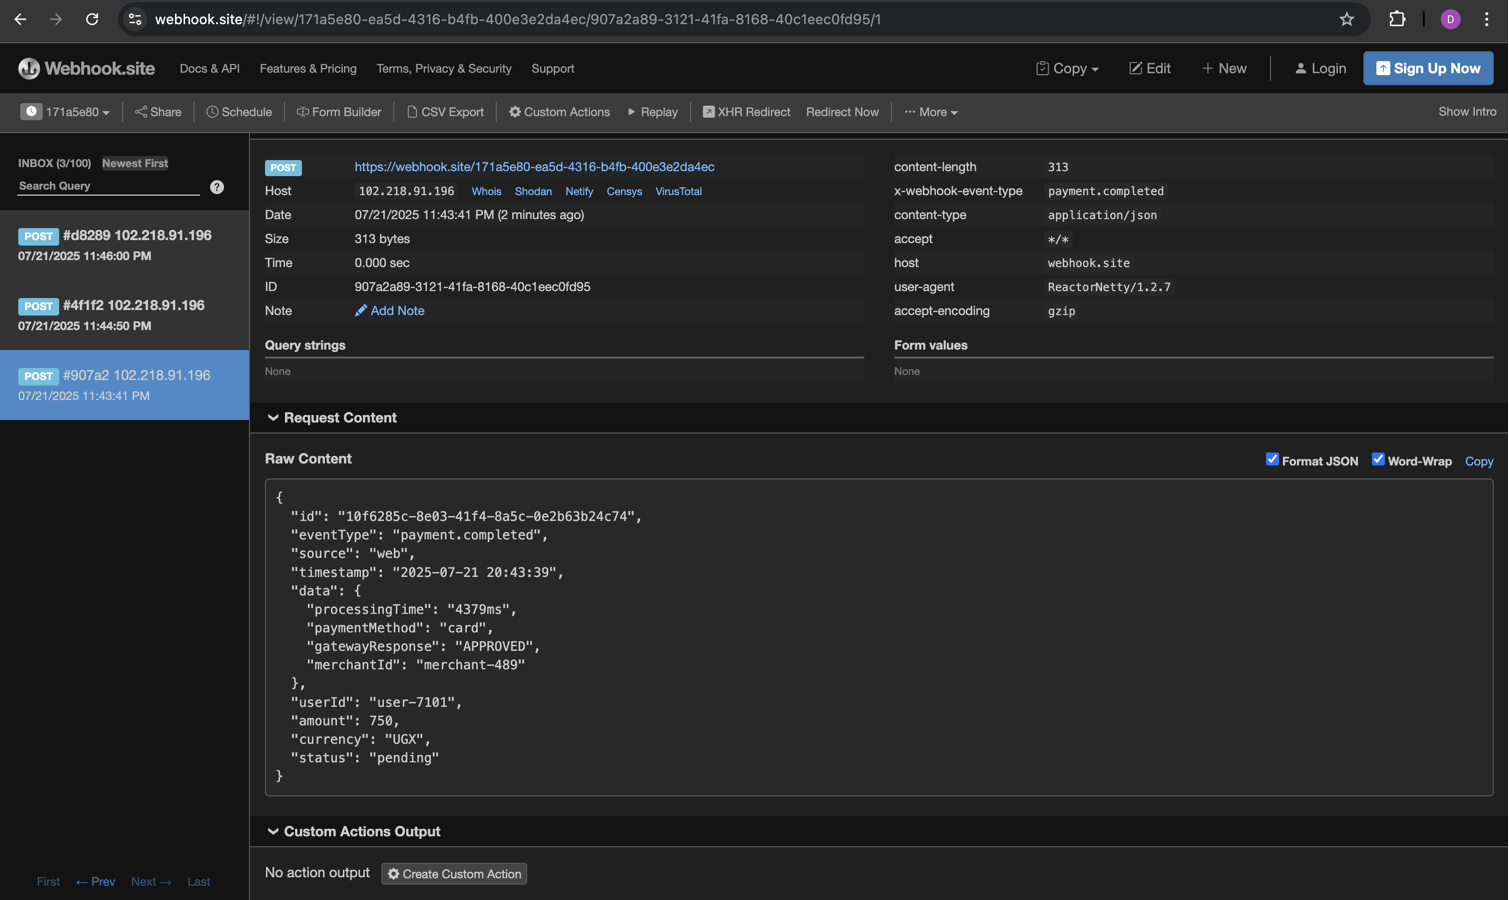 webhook.site/#!/view/171a5e80-ea5d-4316-b4fb-400e3e2da4ec/907a2a89-3121-41fa-8168-40c1eec0fd95/1
D
Webhook.site Docs & API Features & Pricing Terms, Privacy & Security Support Copy Edit New Login Sign Up Now
171a5e80 Share Schedule Form Builder CSV Export Custom Actions Replay XHR Redirect Redirect Now More Show Intro
INBOX (3/100) Newest First
Search Query ?
POST #d8289 102.218.91.196
07/21/2025 11:46:00 PM
POST #4f1f2 102.218.91.196
07/21/2025 11:44:50 PM
POST #907a2 102.218.91.196
07/21/2025 11:43:41 PM
First ← Prev Next → Last
POST https://webhook.site/171a5e80-ea5d-4316-b4fb-400e3e2da4ec
Host 102.218.91.196 Whois Shodan Netify Censys VirusTotal
Date 07/21/2025 11:43:41 PM (2 minutes ago)
Size 313 bytes
Time 0.000 sec
ID 907a2a89-3121-41fa-8168-40c1eec0fd95
Note Add Note
Query strings
None
content-length 313
x-webhook-event-type payment.completed
content-type application/json
accept */*
host webhook.site
user-agent ReactorNetty/1.2.7
accept-encoding gzip
Form values
None
Request Content
Raw Content Format JSON Word-Wrap Copy
{
"id": "10f6285c-8e03-41f4-8a5c-0e2b63b24c74",
"eventType": "payment.completed",
"source": "web",
"timestamp": "2025-07-21 20:43:39",
"data": {
"processingTime": "4379ms",
"paymentMethod": "card",
"gatewayResponse": "APPROVED",
"merchantId": "merchant-489"
},
"userId": "user-7101",
"amount": 750,
"currency": "UGX",
"status": "pending"
}
Custom Actions Output
No action output Create Custom Action